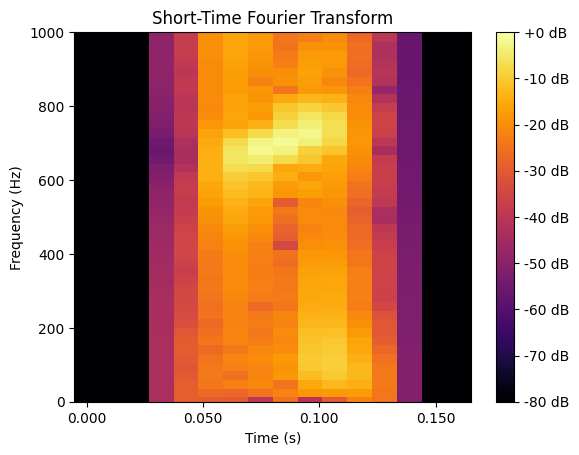 Short-Time Fourier Transform
1000
800
600
400
200
0
Frequency (Hz)
0.000
0.050
0.100
0.150
Time (s)
+0 dB
-10 dB
-20 dB
-30 dB
-40 dB
-50 dB
-60 dB
-70 dB
-80 dB